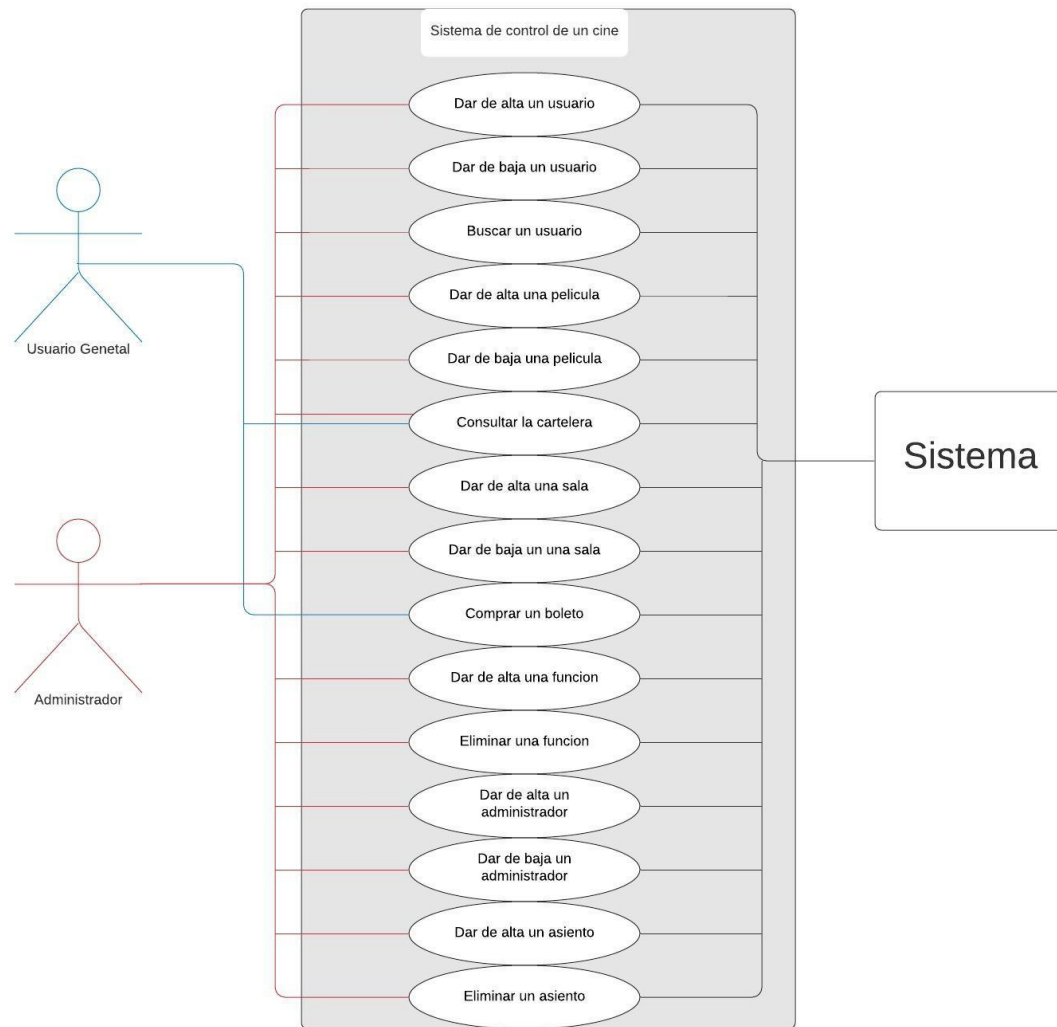 Sistema de control de un cine
Dar de alta un usuario
Dar de baja un usuario
Buscar un usuario
Dar de alta una pelicula
Usuario Genetal
Dar de baja una pelicula
Consultar la cartelera
Sistema
Dar de alta una sala
Dar de baja un una sala
Comprar un boleto
Dar de alta una funcion
Administrador
Eliminar una funcion
Dar de alta un
administrador
Dar de baja un
administrador
Dar de alta un asiento
Eliminar un asiento